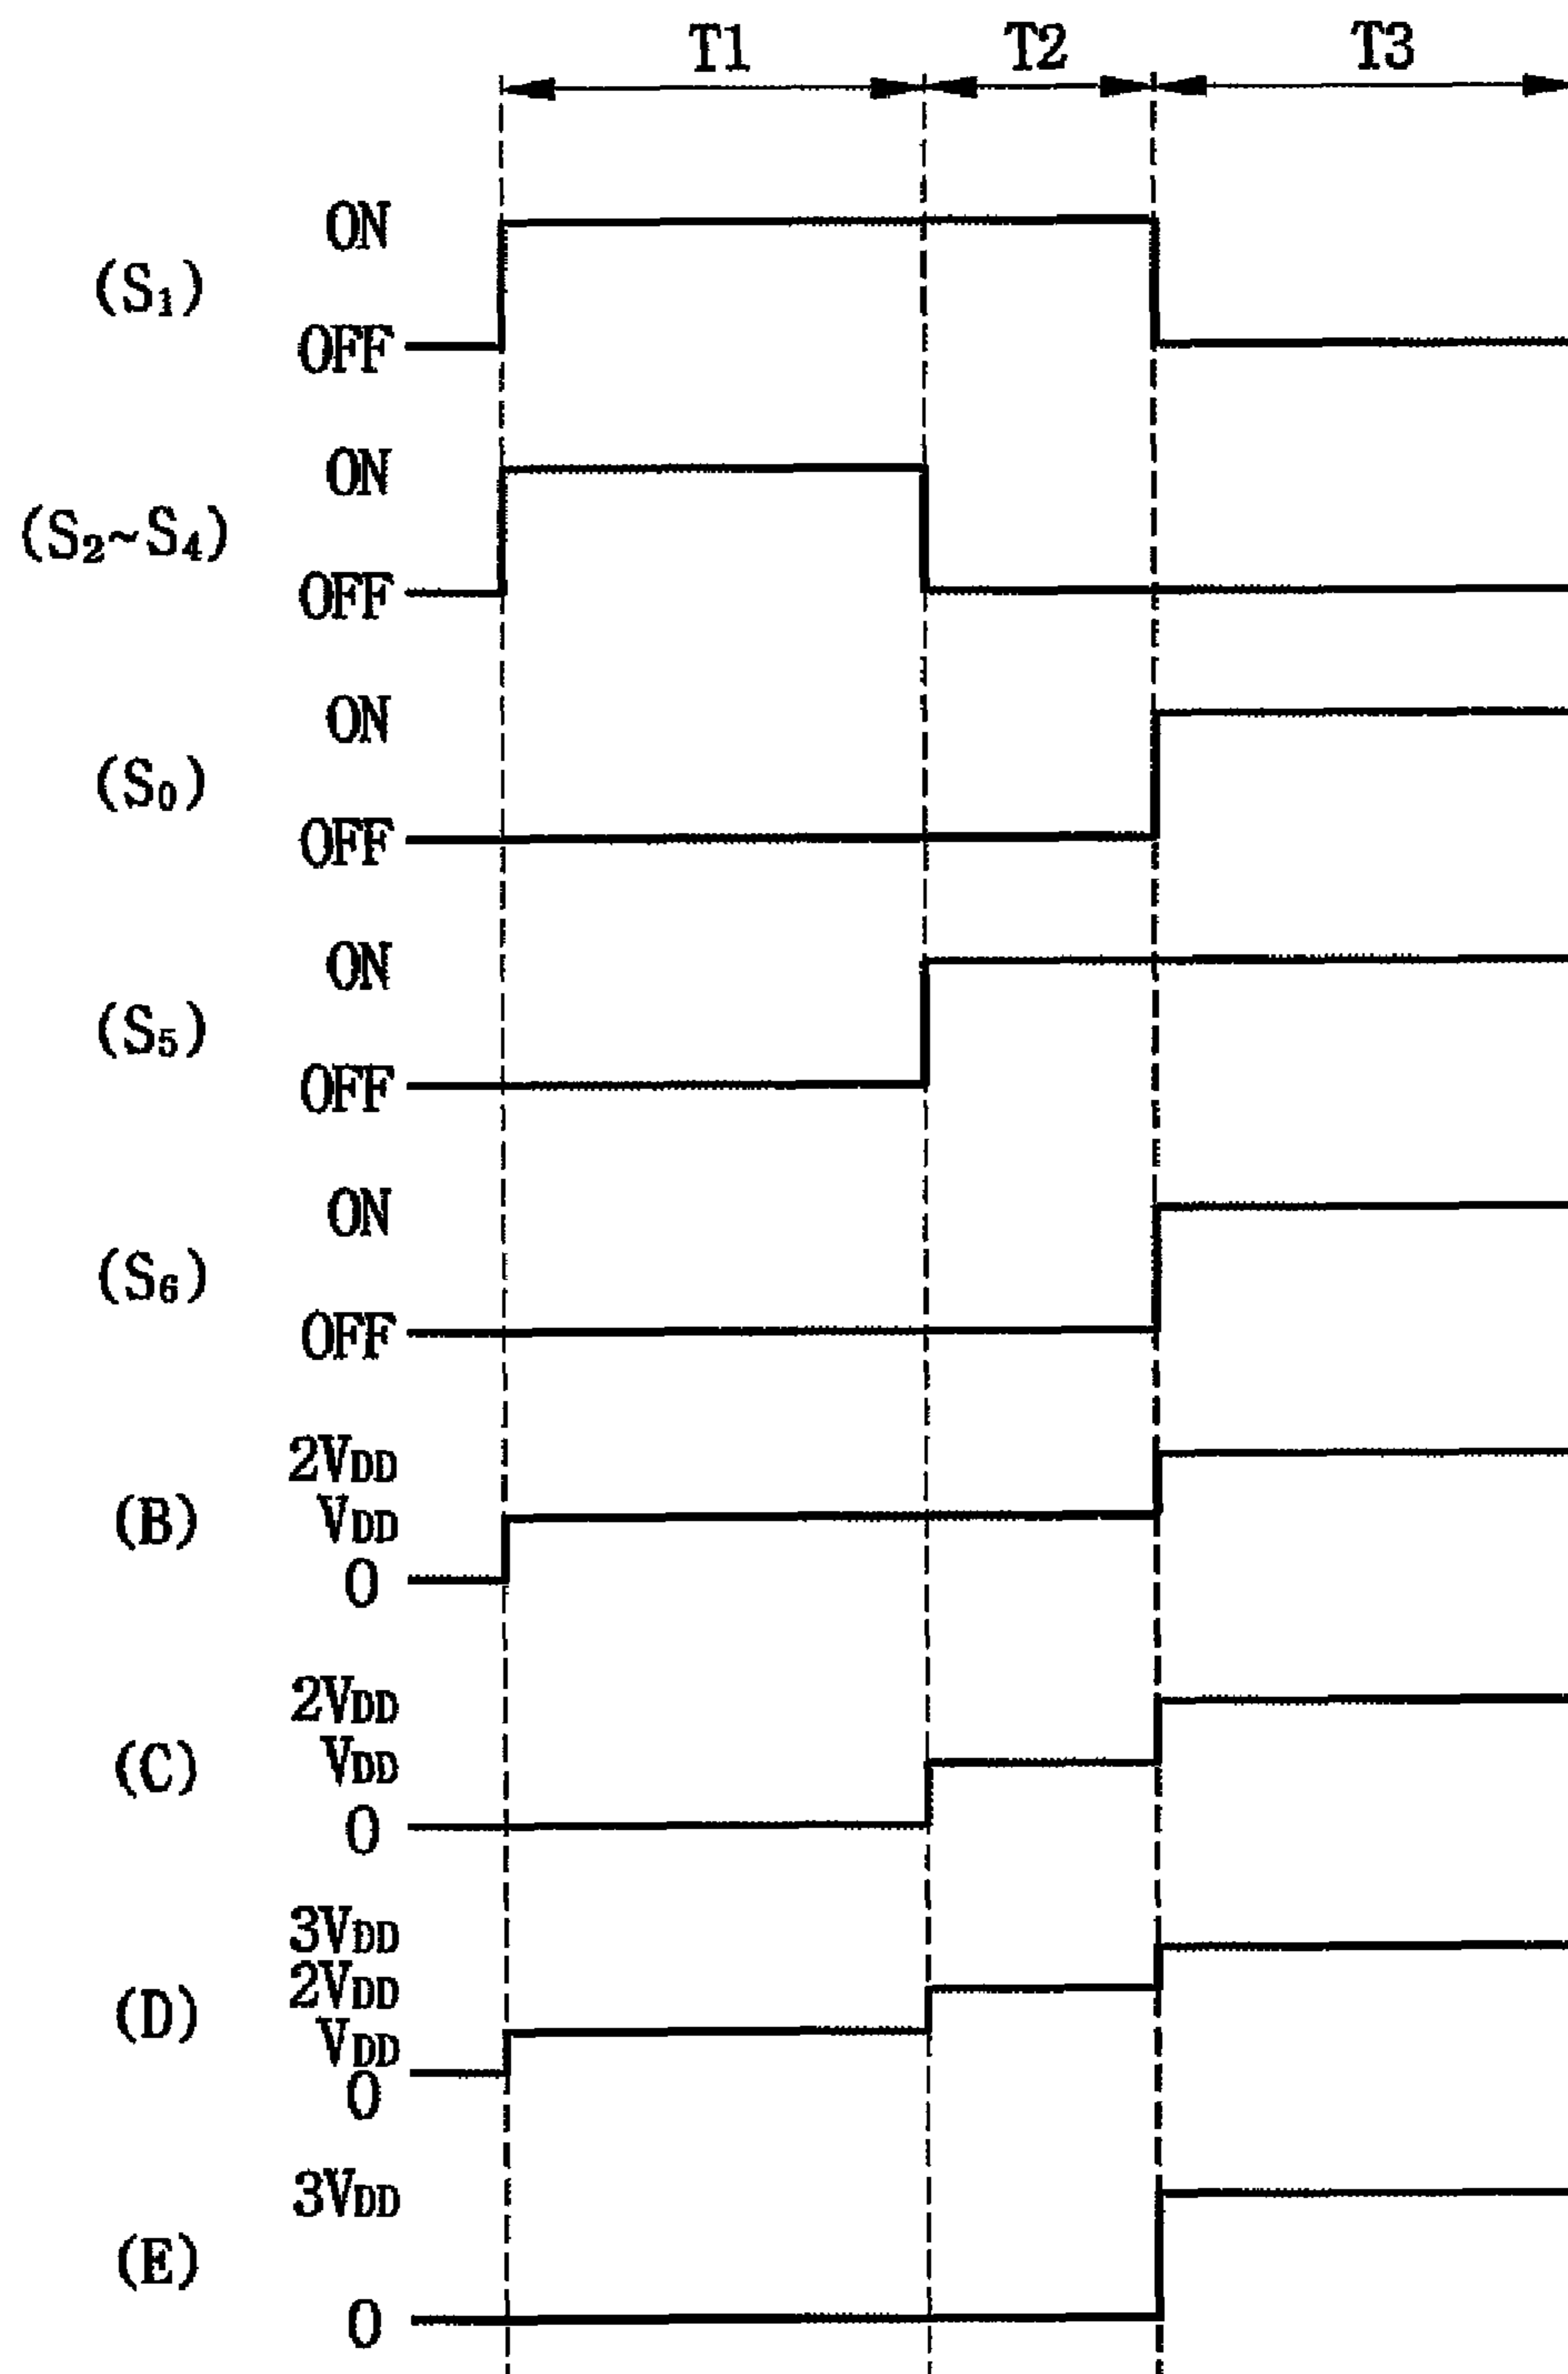 T1 T2 T3
ON
(S₁)
OFF
ON
(S₂~S₄)
OFF
ON
(S₀)
OFF
ON
(S₅)
OFF
ON
(S₆)
OFF
2VDD
(B) VDD
0
2VDD
(C) VDD
0
3VDD
2VDD
(D)
VDD
0
3VDD
(E)
0